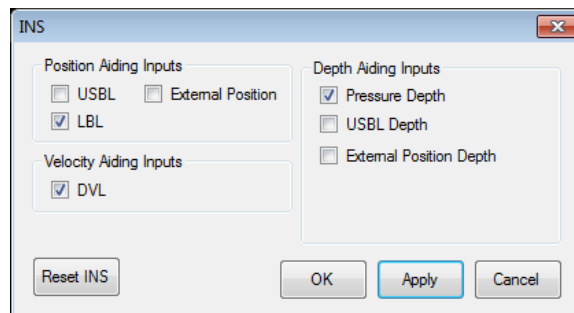 INS
Position Aiding Inputs
USBL External Position
LBL
Velocity Aiding Inputs
DVL
Depth Aiding Inputs
Pressure Depth
USBL Depth
External Position Depth
Reset INS OK Apply Cancel